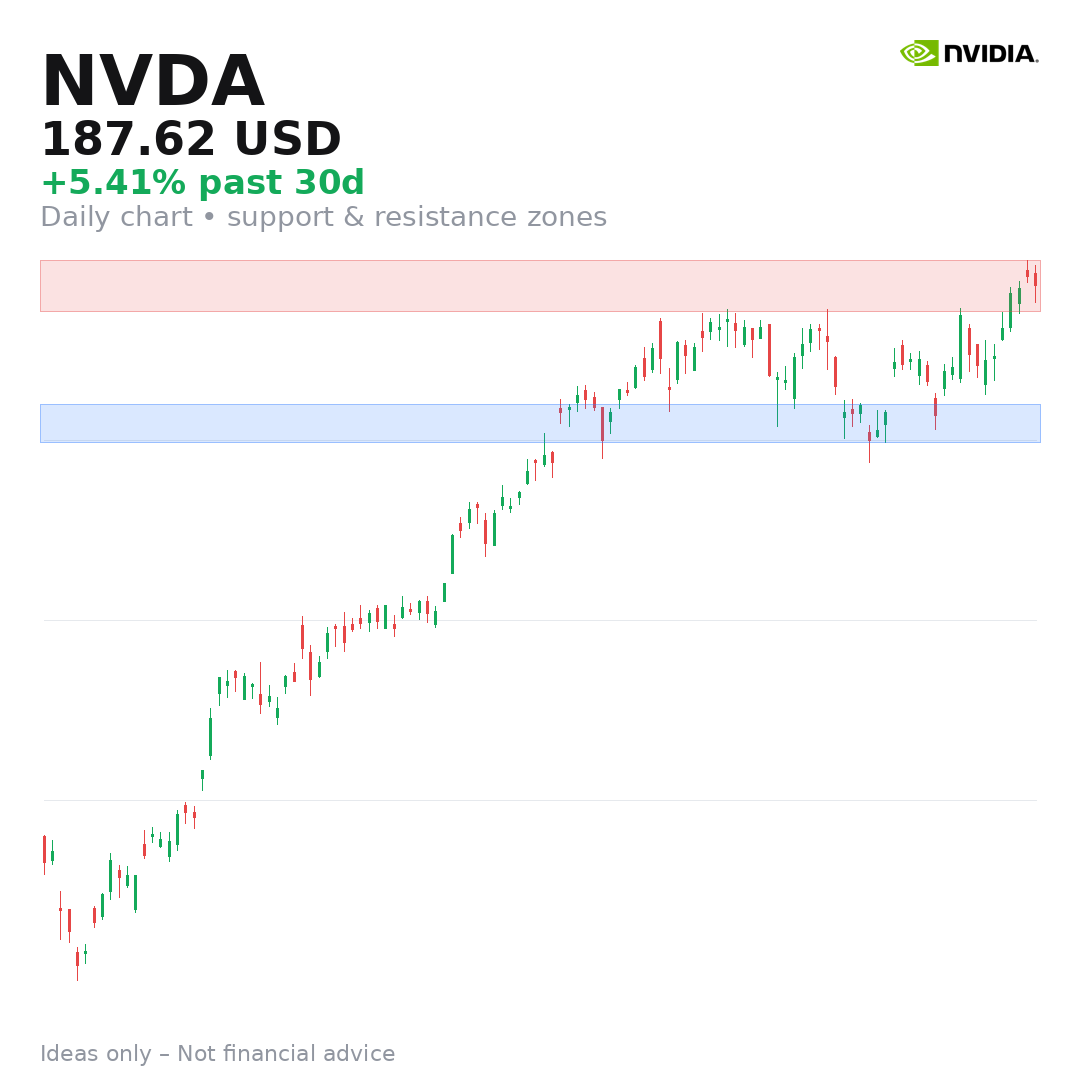 NVDA
NVIDIA.
187.62 USD
+5.41% past 30d
Daily chart • support & resistance zones
Ideas only – Not financial advice